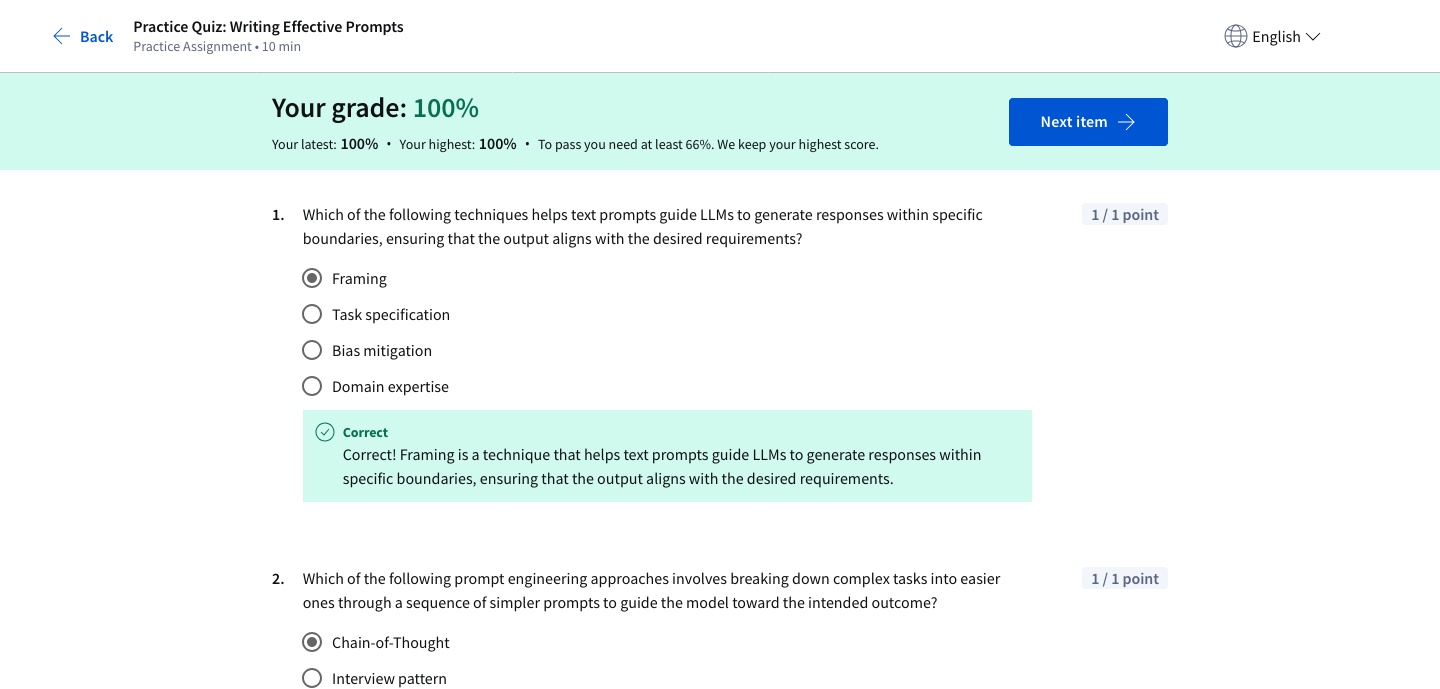 Back
Practice Quiz: Writing Effective Prompts
Practice Assignment • 10 min
English
Your grade: 100%
Your latest: 100% • Your highest: 100% • To pass you need at least 66%. We keep your highest score.
Next item
1. Which of the following techniques helps text prompts guide LLMs to generate responses within specific
boundaries, ensuring that the output aligns with the desired requirements?
1 / 1 point
Framing
Task specification
Bias mitigation
Domain expertise
Correct
Correct! Framing is a technique that helps text prompts guide LLMs to generate responses within
specific boundaries, ensuring that the output aligns with the desired requirements.
2. Which of the following prompt engineering approaches involves breaking down complex tasks into easier
ones through a sequence of simpler prompts to guide the model toward the intended outcome?
1 / 1 point
Chain-of-Thought
Interview pattern